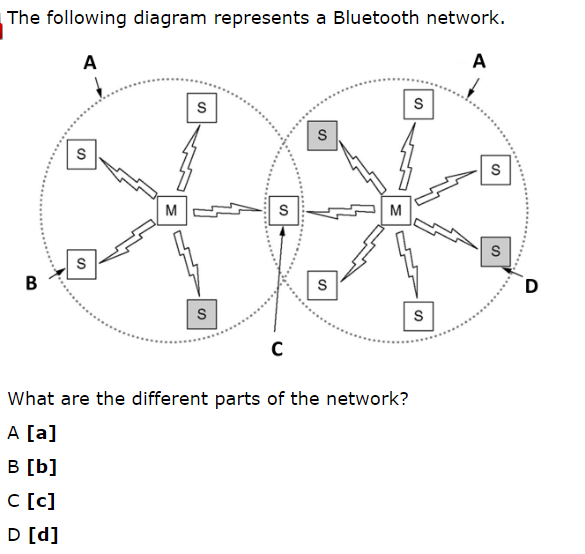 The following diagram represents a Bluetooth network.
A
A
S
S
S
S
S
S
M
S
M
S
S
S
B
D
S
S
C
What are the different parts of the network?
A [a]
B [b]
C [c]
D [d]